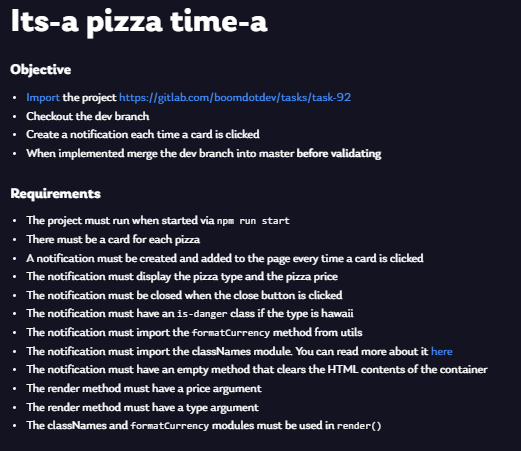 Its-a pizza time-a
Objective
• Import the project https://gitlab.com/boomdotdev/tasks/task-92
• Checkout the dev branch
• Create a notification each time a card is clicked
• When implemented merge the dev branch into master before validating
Requirements
• The project must run when started via npm run start
• There must be a card for each pizza
• A notification must be created and added to the page every time a card is clicked
• The notification must display the pizza type and the pizza price
• The notification must be closed when the close button is clicked
• The notification must have an is-danger class if the type is hawaii
• The notification must import the formatCurrency method from utils
• The notification must import the classNames module. You can read more about it here
• The notification must have an empty method that clears the HTML contents of the container
• The render method must have a price argument
• The render method must have a type argument
• The classNames and formatCurrency modules must be used in render()